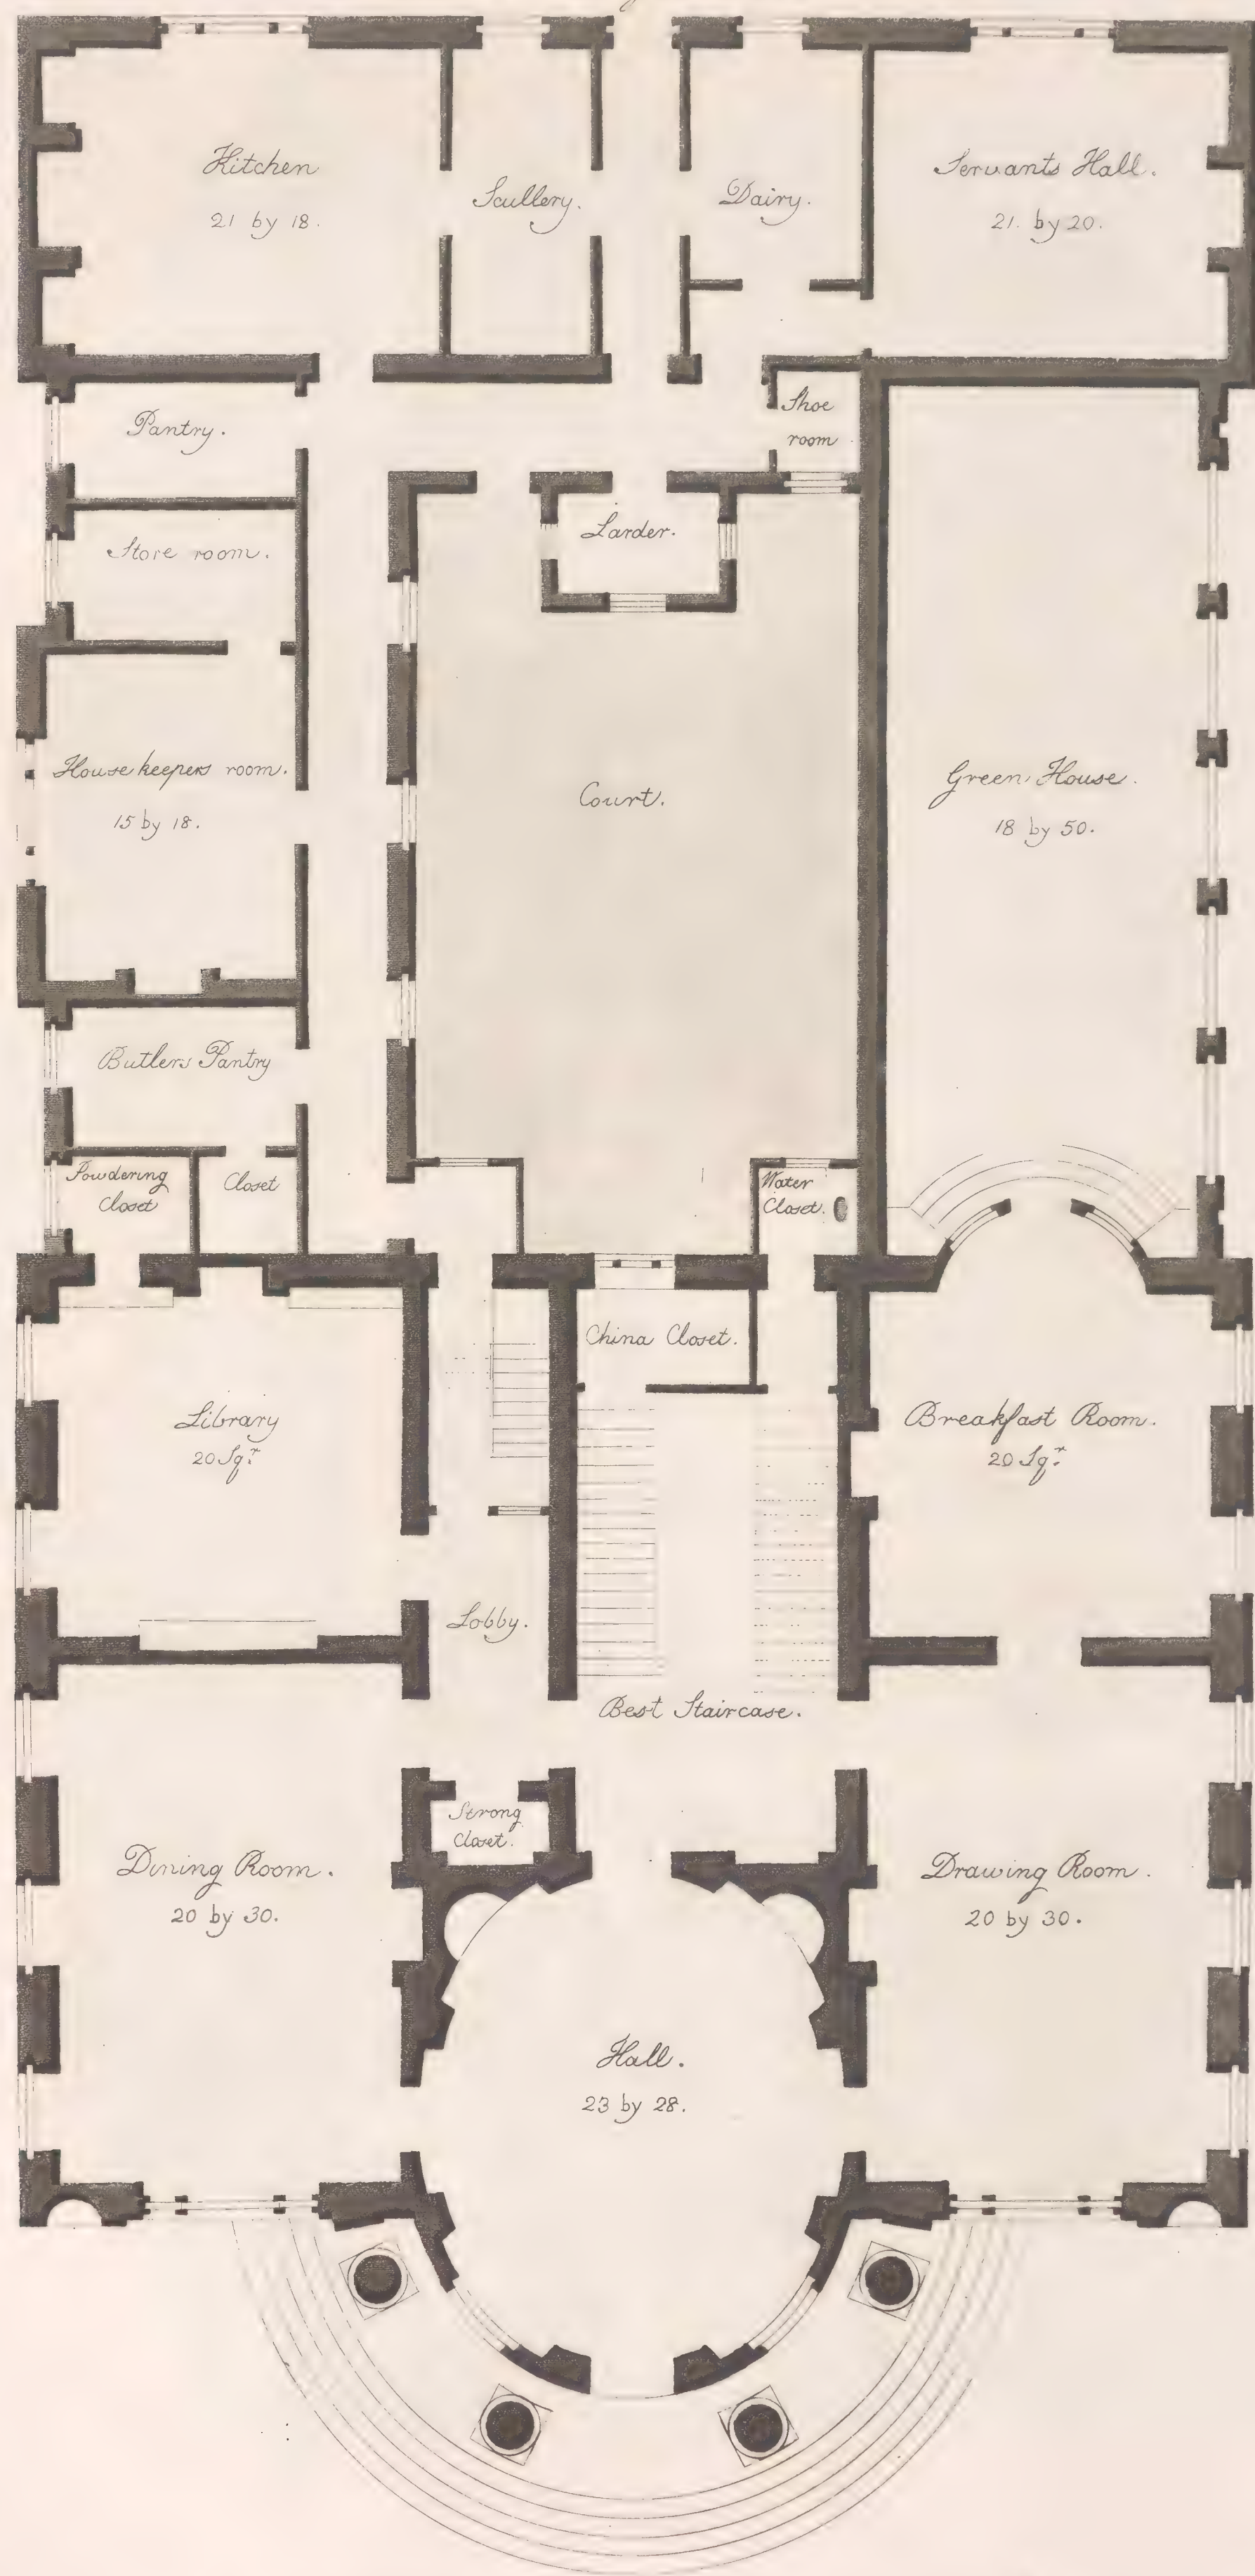 Kitchen
21 by 18.
Scullery.
Dairy.
Servants Hall.
21. by 20.
Pantry.
Shoe
room
Store room.
Larder.
House keepers room.
15 by 18.
Court.
Green House.
18 by 50.
Butlers Pantry
Powdering
Closet
Closet
Water
Closet.
China Closet.
Library
20 Sqr.
Breakfast Room.
20 Sqr.
Lobby.
Best Staircase.
Strong
Closet.
Dining Room.
20 by 30.
Drawing Room.
20 by 30.
Hall.
23 by 28.